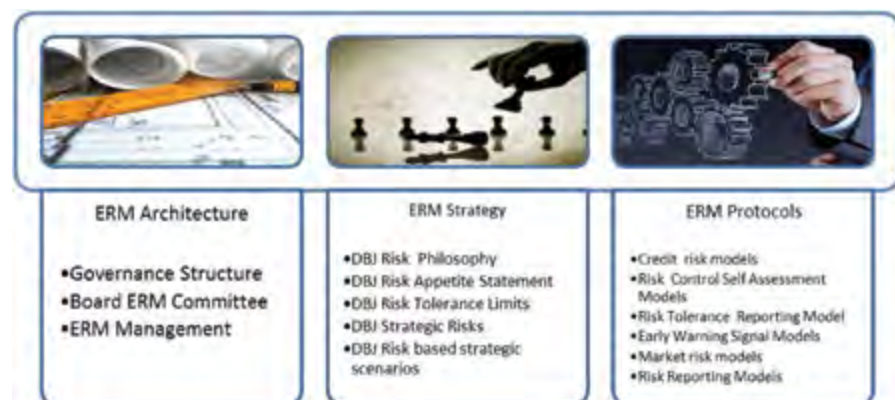 ERM Architecture
•Governance Structure
•Board ERM Committee
•ERM Management
ERM Strategy
•DBJ Risk Philosophy
•DBJ Risk Appetite Statement
•DBJ Risk Tolerance Limits
•DBJ Strategic Risks
•DBJ Risk based strategic
scenarios
ERM Protocols
•Credit risk models
•Risk Control Self Assessment
Models
•Risk Tolerance Reporting Model
•Early Warning Signal Models
•Market risk models
•Risk Reporting Models